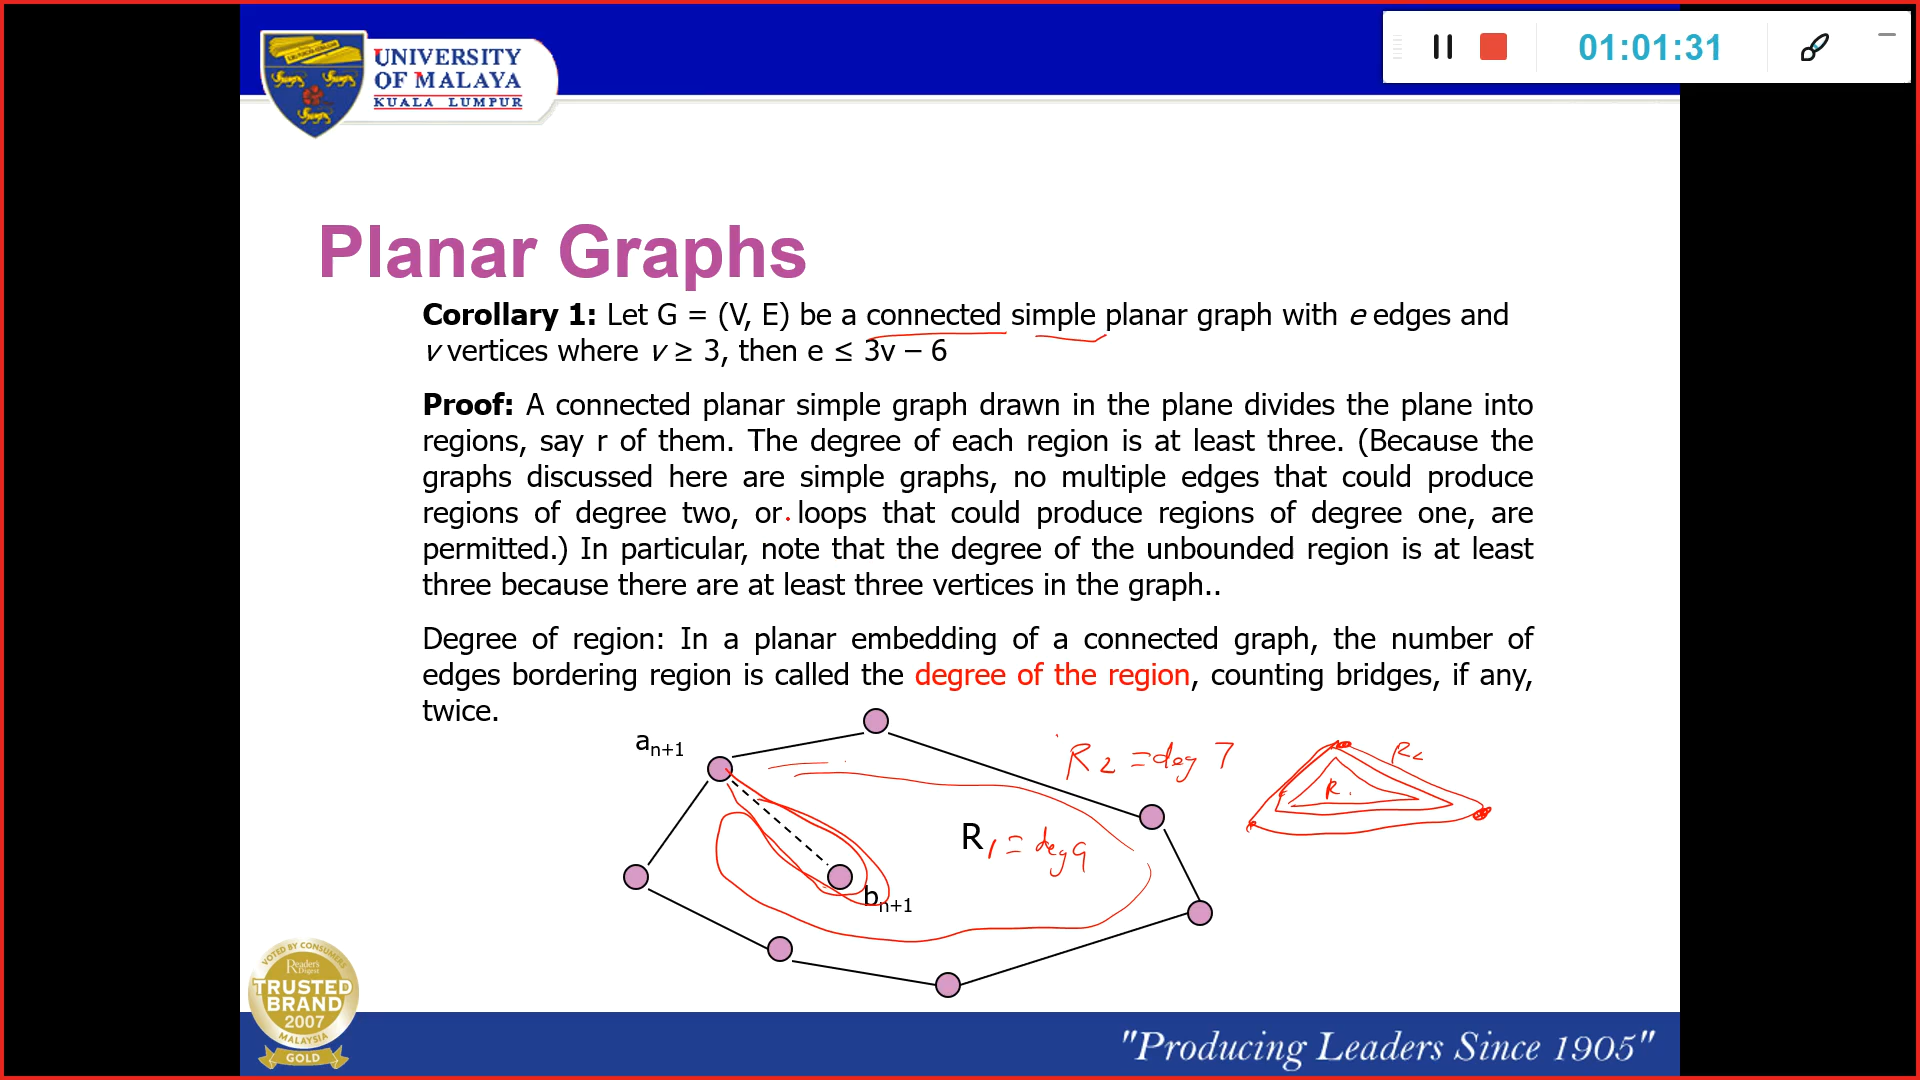 UNIVERSITY
OF MALAYA
KUALA LUMPUR
01:01:31
Planar Graphs
Corollary 1: Let G = (V, E) be a connected simple planar graph with e edges and
v vertices where v ≥ 3, then e ≤ 3v – 6
Proof: A connected planar simple graph drawn in the plane divides the plane into
regions, say r of them. The degree of each region is at least three. (Because the
graphs discussed here are simple graphs, no multiple edges that could produce
regions of degree two, or loops that could produce regions of degree one, are
permitted.) In particular, note that the degree of the unbounded region is at least
three because there are at least three vertices in the graph..
Degree of region: In a planar embedding of a connected graph, the number of
edges bordering region is called the degree of the region, counting bridges, if any,
twice.
aₙ₊₁
R₂ = deg 7
R₂
R₁
R₁ = deg 9
bₙ₊₁
VOTED BY CONSUMERS
Reader's
Digest
TRUSTED
BRAND
2007
MALAYSIA
GOLD
"Producing Leaders Since 1905"